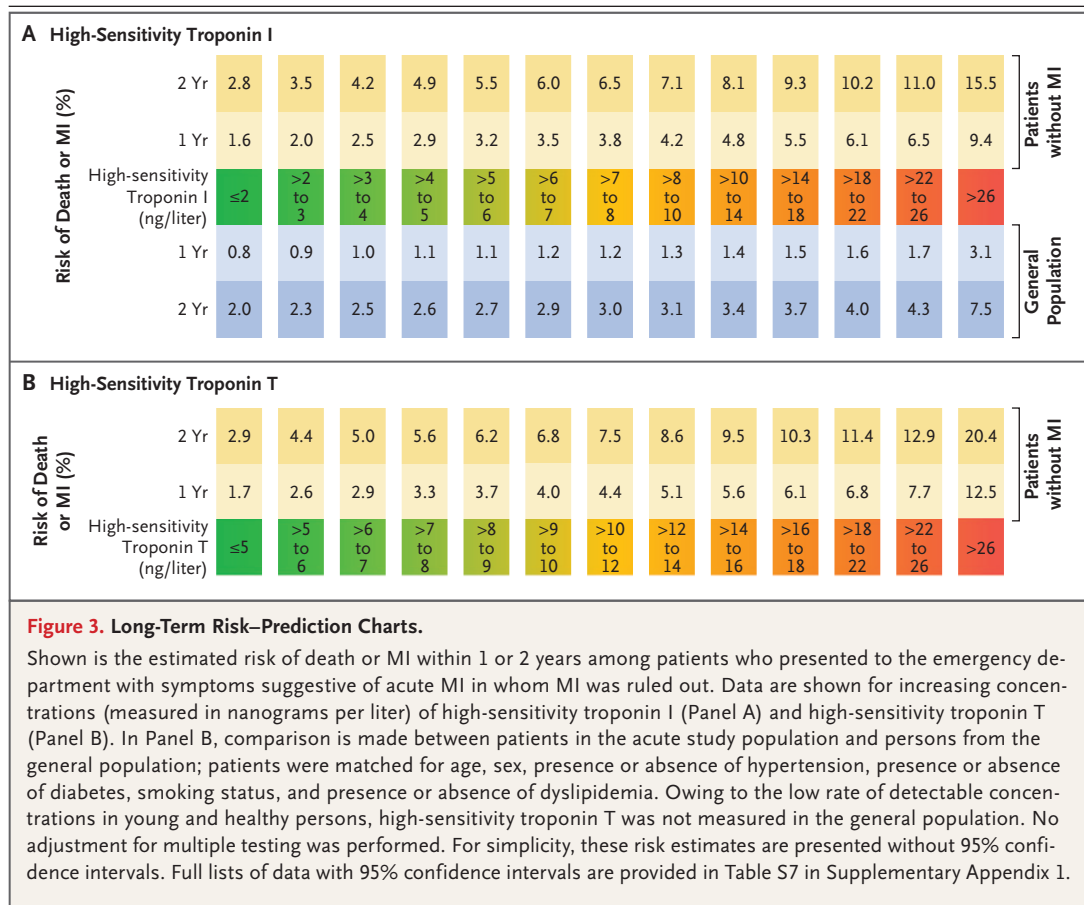 A High-Sensitivity Troponin I
Risk of Death or MI (%)
2 Yr 2.8 3.5 4.2 4.9 5.5 6.0 6.5 7.1 8.1 9.3 10.2 11.0 15.5
1 Yr 1.6 2.0 2.5 2.9 3.2 3.5 3.8 4.2 4.8 5.5 6.1 6.5 9.4
Patients
without MI
High-sensitivity
Troponin I
(ng/liter)
≤2 >2 to 3 >3 to 4 >4 to 5 >5 to 6 >6 to 7 >7 to 8 >8 to 10 >10 to 14 >14 to 18 >18 to 22 >22 to 26 >26
1 Yr 0.8 0.9 1.0 1.1 1.1 1.2 1.2 1.3 1.4 1.5 1.6 1.7 3.1
2 Yr 2.0 2.3 2.5 2.6 2.7 2.9 3.0 3.1 3.4 3.7 4.0 4.3 7.5
General
Population
B High-Sensitivity Troponin T
Risk of Death
or MI (%)
2 Yr 2.9 4.4 5.0 5.6 6.2 6.8 7.5 8.6 9.5 10.3 11.4 12.9 20.4
1 Yr 1.7 2.6 2.9 3.3 3.7 4.0 4.4 5.1 5.6 6.1 6.8 7.7 12.5
Patients
without MI
High-sensitivity
Troponin T
(ng/liter)
≤5 >5 to 6 >6 to 7 >7 to 8 >8 to 9 >9 to 10 >10 to 12 >12 to 14 >14 to 16 >16 to 18 >18 to 22 >22 to 26 >26
Figure 3. Long-Term Risk–Prediction Charts.
Shown is the estimated risk of death or MI within 1 or 2 years among patients who presented to the emergency de-
partment with symptoms suggestive of acute MI in whom MI was ruled out. Data are shown for increasing concen-
trations (measured in nanograms per liter) of high-sensitivity troponin I (Panel A) and high-sensitivity troponin T
(Panel B). In Panel B, comparison is made between patients in the acute study population and persons from the
general population; patients were matched for age, sex, presence or absence of hypertension, presence or absence
of diabetes, smoking status, and presence or absence of dyslipidemia. Owing to the low rate of detectable concen-
trations in young and healthy persons, high-sensitivity troponin T was not measured in the general population. No
adjustment for multiple testing was performed. For simplicity, these risk estimates are presented without 95% confi-
dence intervals. Full lists of data with 95% confidence intervals are provided in Table S7 in Supplementary Appendix 1.